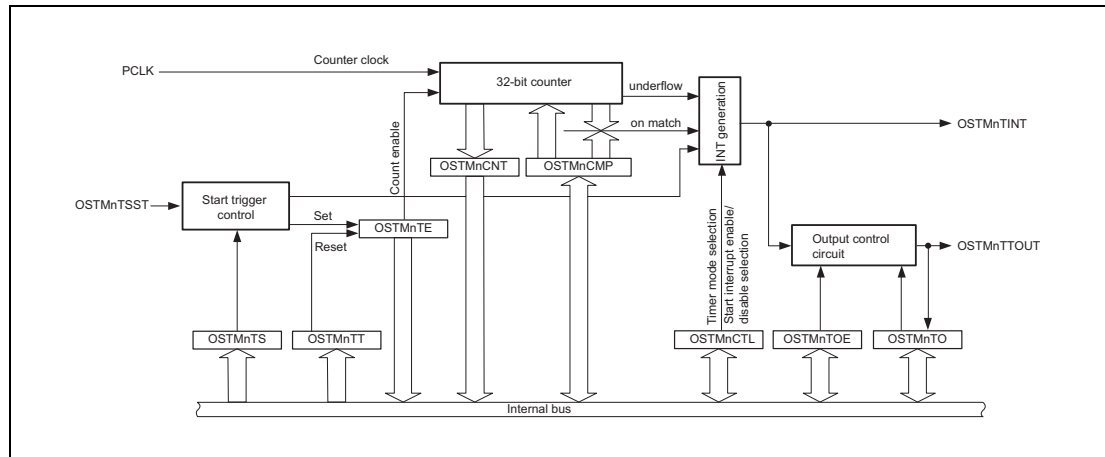 PCLK
Counter clock
32-bit counter
underflow
on match
INT generation
OSTMnTINT
Count enable
OSTMnCNT
OSTMnCMP
OSTMnTSST
Start trigger
control
Set
Reset
OSTMnTE
Timer mode selection
Start interrupt enable/
disable selection
Output control
circuit
OSTMnTTOUT
OSTMnTS
OSTMnTT
OSTMnCTL
OSTMnTOE
OSTMnTO
Internal bus